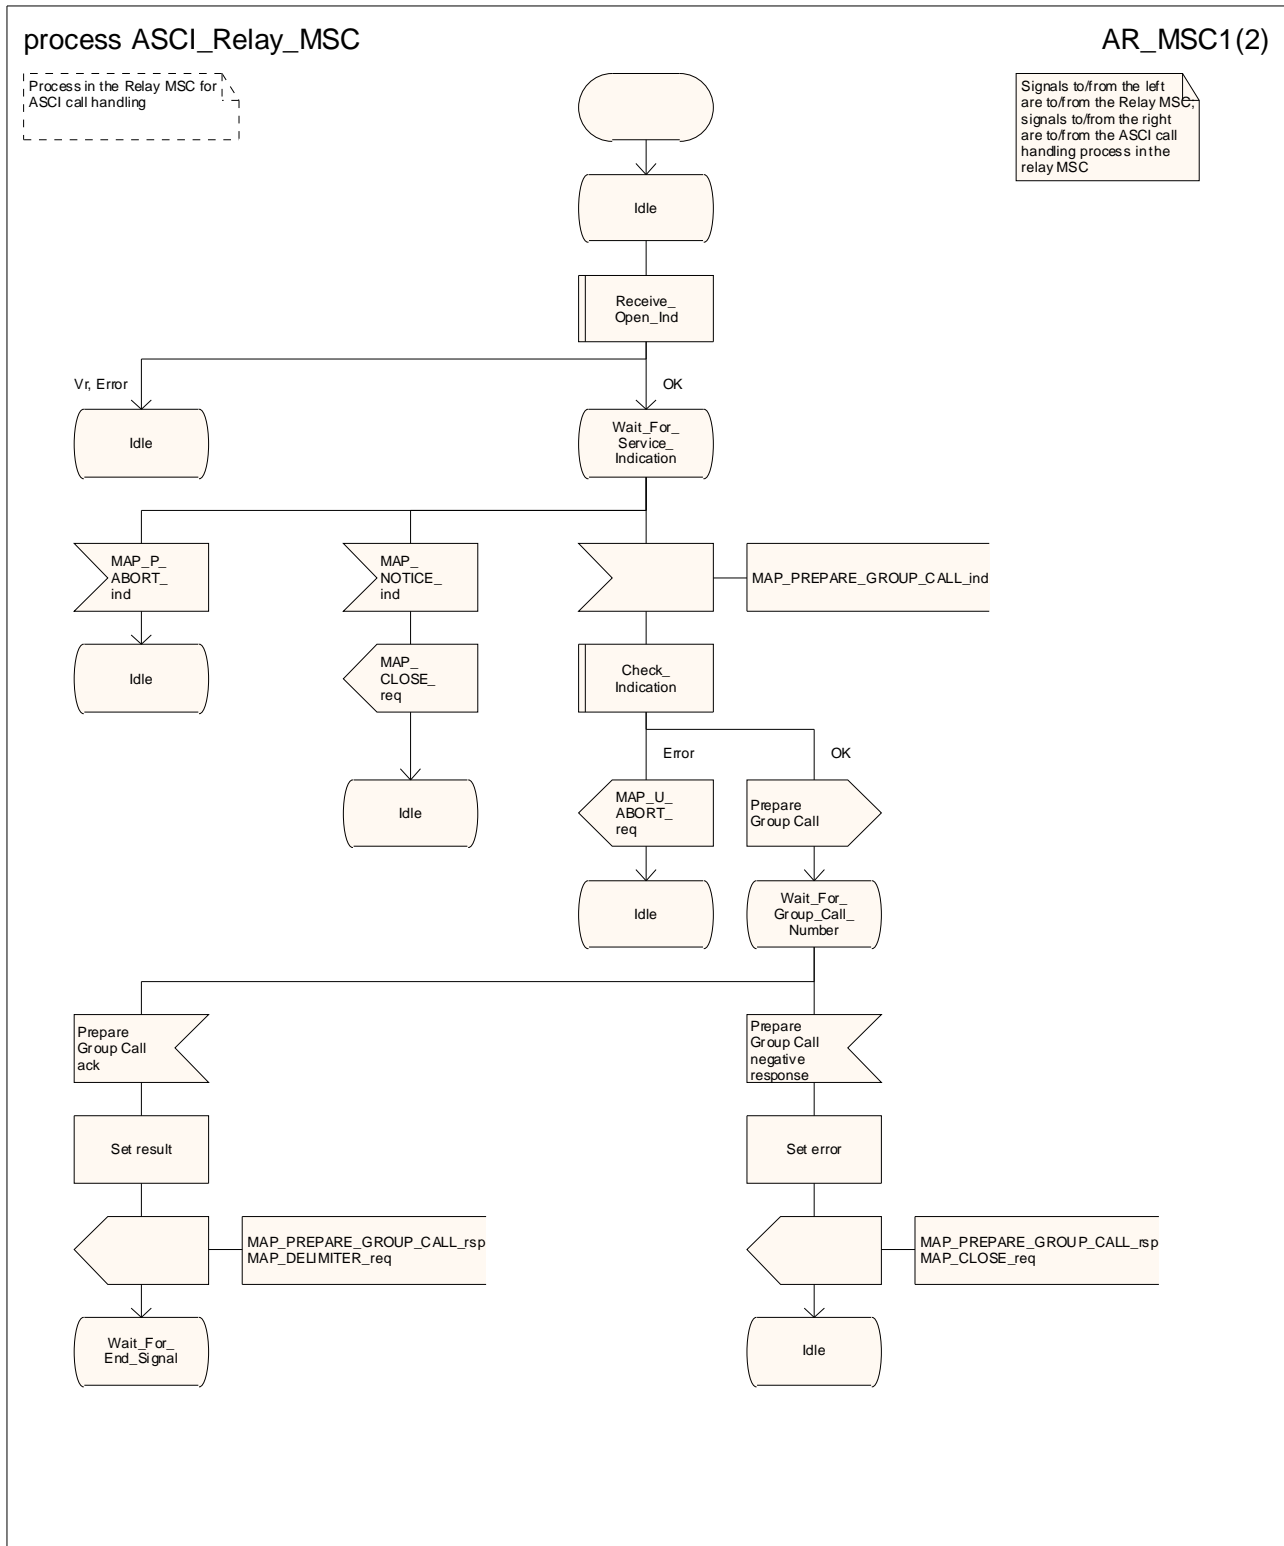 process ASCI_Relay_MSC
AR_MSC1(2)
Process in the Relay MSC for
ASCI call handling
Signals to/from the left
are to/from the Relay MSC;
signals to/from the right
are to/from the ASCI call
handling process in the
relay MSC
Idle
Receive_
Open_Ind
Vr, Error
OK
Idle
Wait_For_
Service_
Indication
MAP_P_
ABORT_
ind
MAP_
NOTICE_
ind
MAP_PREPARE_GROUP_CALL_ind
Idle
MAP_
CLOSE_
req
Check_
Indication
Error
OK
Idle
MAP_U_
ABORT_
req
Prepare
Group Call
Idle
Wait_For_
Group_Call_
Number
Prepare
Group Call
ack
Prepare
Group Call
negative
response
Set result
Set error
MAP_PREPARE_GROUP_CALL_rsp
MAP_DELIMITER_req
MAP_PREPARE_GROUP_CALL_rsp
MAP_CLOSE_req
Wait_For_
End_Signal
Idle